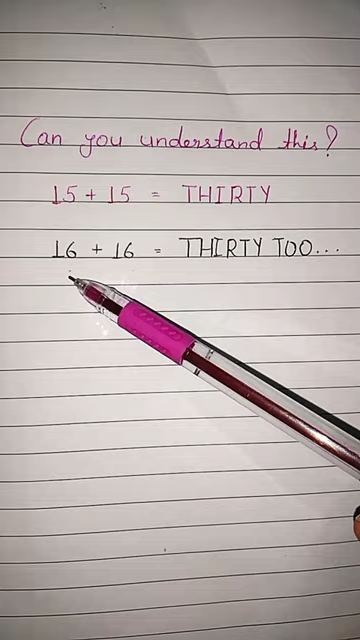 Can you understand this?
15 + 15 = THIRTY
16 + 16 = THIRTY TOO...